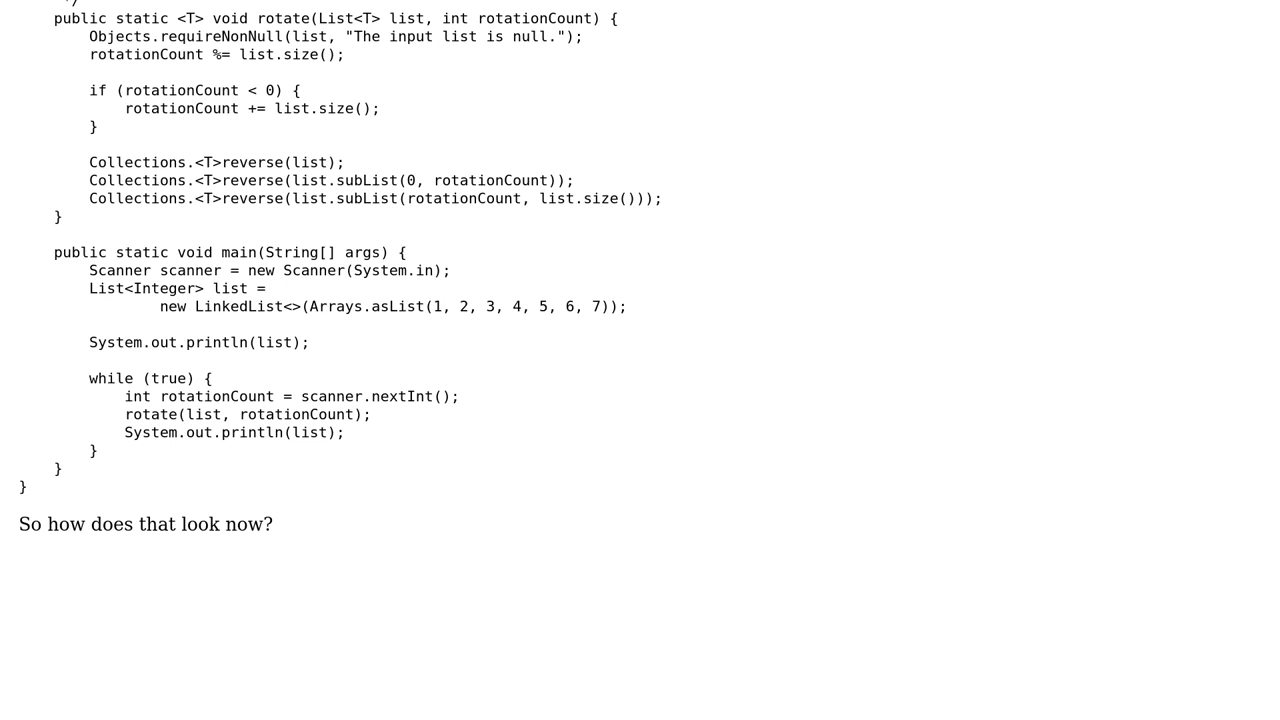 */
    public static <T> void rotate(List<T> list, int rotationCount) {
        Objects.requireNonNull(list, "The input list is null.");
        rotationCount %= list.size();

        if (rotationCount < 0) {
            rotationCount += list.size();
        }

        Collections.<T>reverse(list);
        Collections.<T>reverse(list.subList(0, rotationCount));
        Collections.<T>reverse(list.subList(rotationCount, list.size()));
    }

    public static void main(String[] args) {
        Scanner scanner = new Scanner(System.in);
        List<Integer> list =
                new LinkedList<>(Arrays.asList(1, 2, 3, 4, 5, 6, 7));

        System.out.println(list);

        while (true) {
            int rotationCount = scanner.nextInt();
            rotate(list, rotationCount);
            System.out.println(list);
        }
    }
}
So how does that look now?